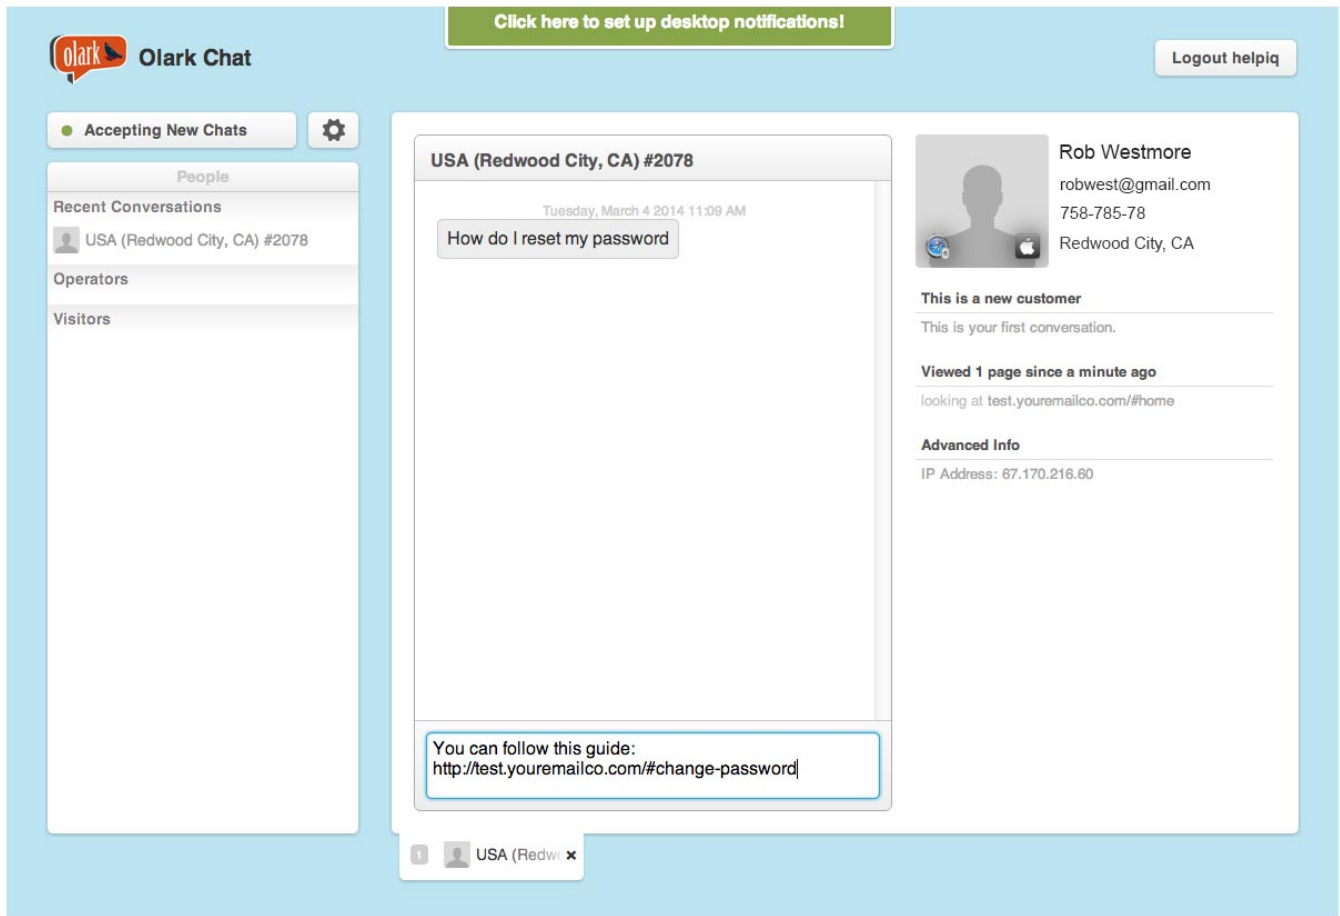 Click here to set up desktop notifications!
olark
Olark Chat
Logout helpiq
Accepting New Chats
People
Recent Conversations
USA (Redwood City, CA) #2078
Operators
Visitors
USA (Redwood City, CA) #2078
Tuesday, March 4 2014 11:09 AM
How do I reset my password
You can follow this guide:
http://test.youremailco.com/#change-password
1
USA (Redw
Rob Westmore
robwest@gmail.com
758-785-78
Redwood City, CA
This is a new customer
This is your first conversation.
Viewed 1 page since a minute ago
looking at test.youremailco.com/#home
Advanced Info
IP Address: 67.170.216.60